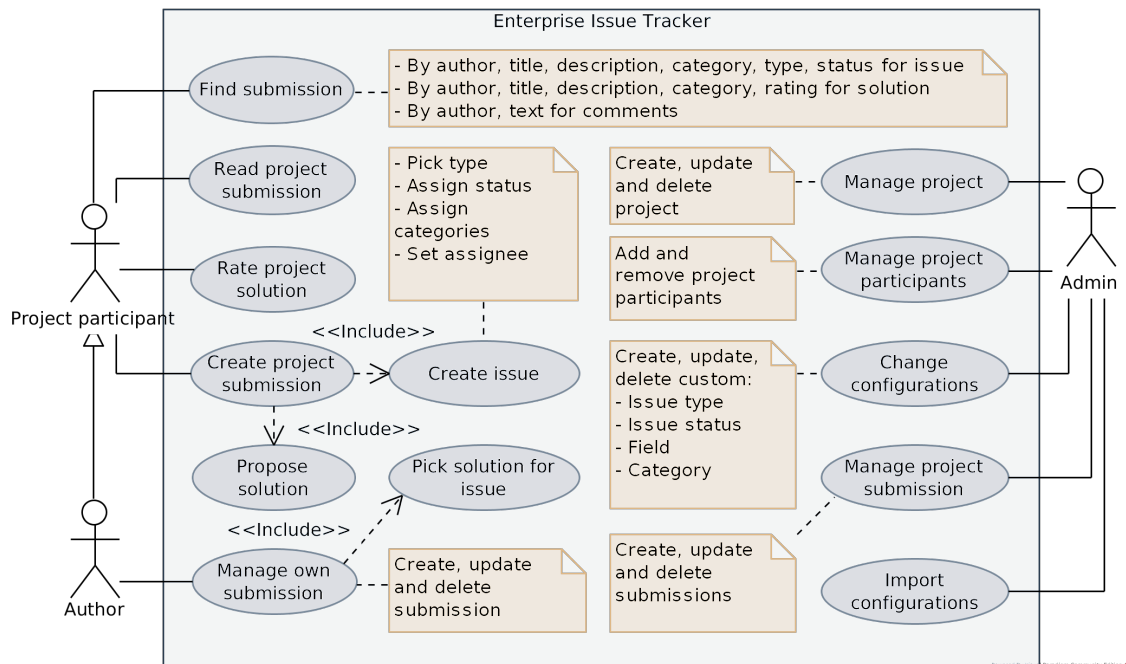 Enterprise Issue Tracker
Find submission
- By author, title, description, category, type, status for issue
- By author, title, description, category, rating for solution
- By author, text for comments
Read project
submission
- Pick type
- Assign status
- Assign
categories
- Set assignee
Create, update
and delete
project
Manage project
Rate project
solution
Add and
remove project
participants
Manage project
participants
Admin
Project participant
<<Include>>
Create project
submission
Create issue
Create, update,
delete custom:
- Issue type
- Issue status
- Field
- Category
Change
configurations
<<Include>>
Propose
solution
Pick solution for
issue
Manage project
submission
<<Include>>
Manage own
submission
Create, update
and delete
submission
Create, update
and delete
submissions
Import
configurations
Author